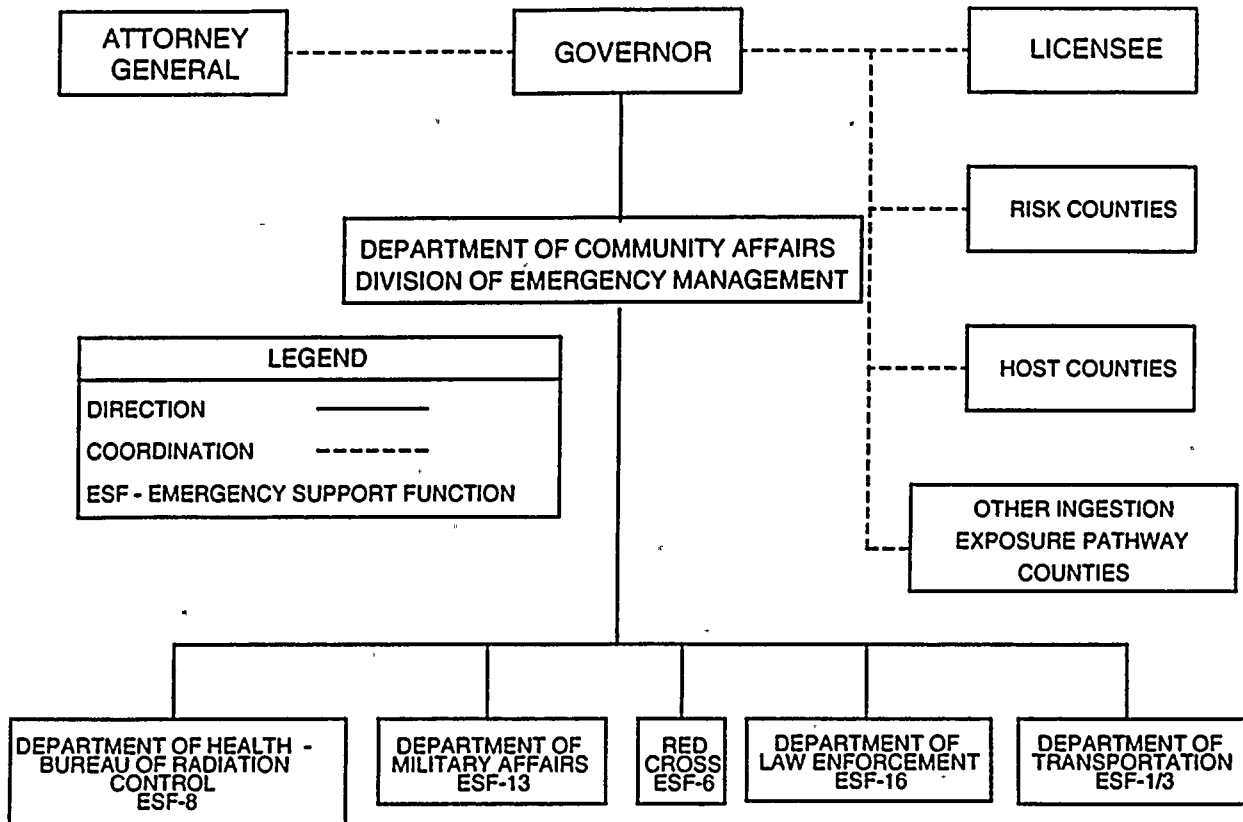 ATTORNEY
GENERAL
GOVERNOR
LICENSEE
RISK COUNTIES
DEPARTMENT OF COMMUNITY AFFAIRS
DIVISION OF EMERGENCY MANAGEMENT
LEGEND
DIRECTION
COORDINATION
ESF - EMERGENCY SUPPORT FUNCTION
HOST COUNTIES
OTHER INGESTION
EXPOSURE PATHWAY
COUNTIES
DEPARTMENT OF HEALTH -
BUREAU OF RADIATION
CONTROL
ESF-8
DEPARTMENT OF
MILITARY AFFAIRS
ESF-13
RED
CROSS
ESF-6
DEPARTMENT OF
LAW ENFORCEMENT
ESF-16
DEPARTMENT OF
TRANSPORTATION
ESF-1/3